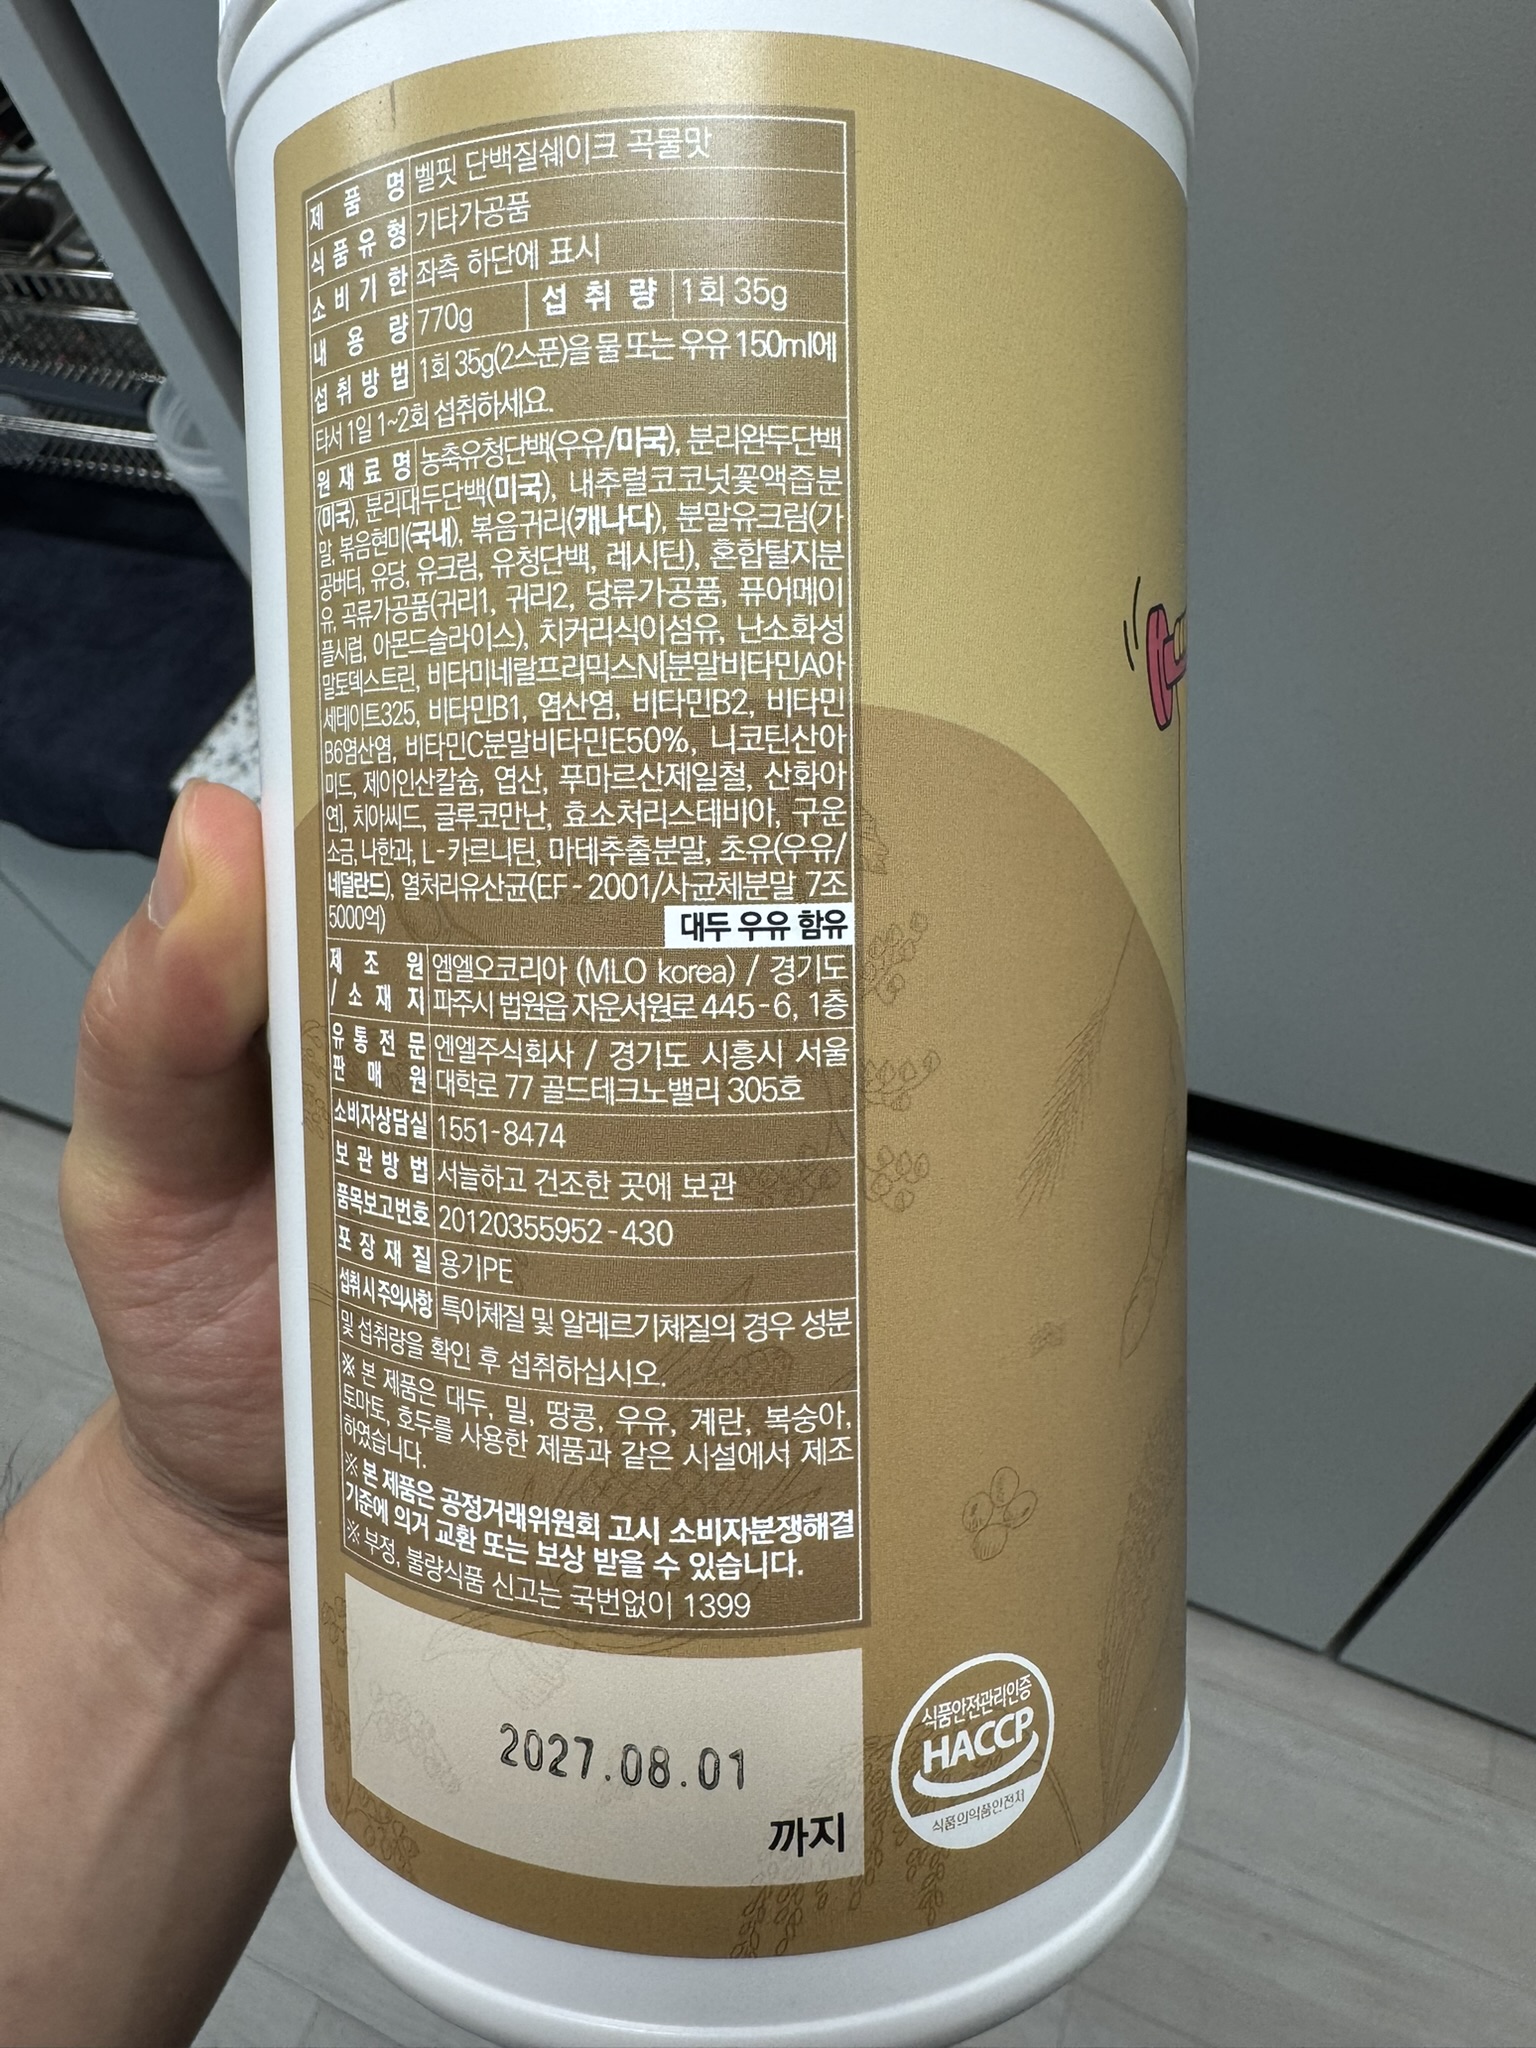 제품명 벨핏 단백질쉐이크 곡물맛
식품유형 기타가공품
소비기한 좌측 하단에 표시
내용량 770g 섭취량 1회 35g
섭취방법 1회 35g(2스푼)을 물 또는 우유 150ml에
타서 1일 1~2회 섭취하세요.
원재료명 농축유청단백(우유/미국), 분리완두단백
(미국), 분리대두단백(미국), 내추럴코코넛꽃액즙분
말, 볶음현미(국내), 볶음귀리(캐나다), 분말유크림(가
공버터, 유당, 유크림, 유청단백, 레시틴), 혼합탈지분
유, 곡류가공품(귀리1, 귀리2, 당류가공품, 퓨어메이
플시럽, 아몬드슬라이스), 치커리식이섬유, 난소화성
말토덱스트린, 비타미네랄프리믹스N[분말비타민A아
세테이트325, 비타민B1, 염산염, 비타민B2, 비타민
B6염산염, 비타민C분말비타민E50%, 니코틴산아
미드, 제이인산칼슘, 엽산, 푸마르산제일철, 산화아
연], 치아씨드, 글루코만난, 효소처리스테비아, 구운
소금, 나한과, L-카르니틴, 마테추출분말, 초유(우유/
네덜란드), 열처리유산균(EF-2001/사균체분말 7조
5000억) 대두 우유 함유
제조원 엠엘오코리아 (MLO korea) / 경기도
/소재지 파주시 법원읍 자운서원로 445-6, 1층
유통전문 엔엘주식회사 / 경기도 시흥시 서울
판매원 대학로 77 골드테크노밸리 305호
소비자상담실 1551-8474
보관방법 서늘하고 건조한 곳에 보관
품목보고번호 20120355952-430
포장재질 용기PE
섭취시주의사항 특이체질 및 알레르기체질의 경우 성분
및 섭취량을 확인 후 섭취하십시오.
※ 본 제품은 대두, 밀, 땅콩, 우유, 계란, 복숭아,
토마토, 호두를 사용한 제품과 같은 시설에서 제조
하였습니다.
※ 본 제품은 공정거래위원회 고시 소비자분쟁해결
기준에 의거 교환 또는 보상 받을 수 있습니다.
※ 부정, 불량식품 신고는 국번없이 1399
2027.08.01
까지
식품안전관리인증
HACCP
식품의약품안전처